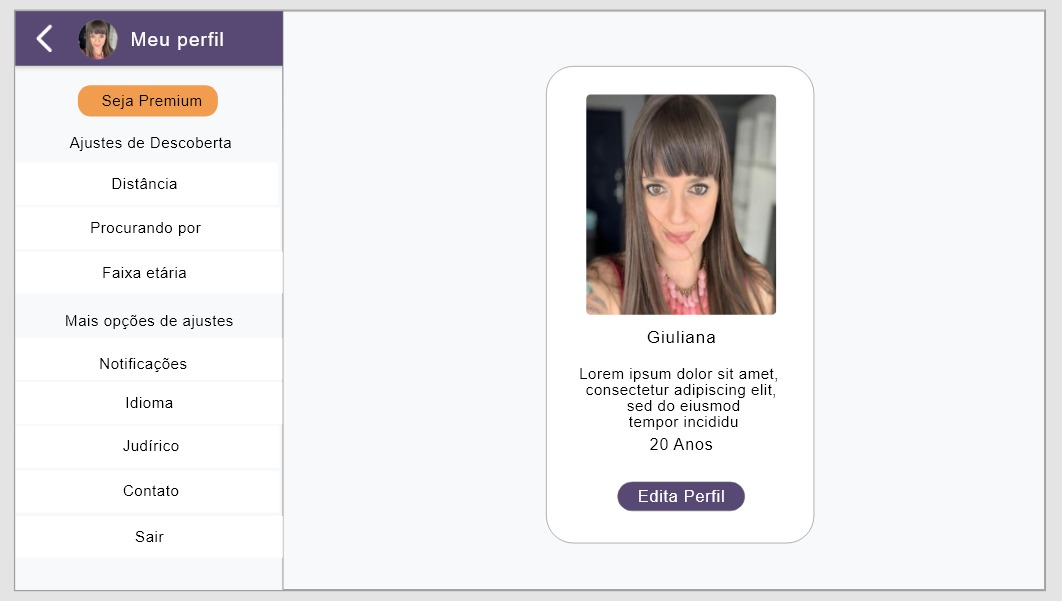 Meu perfil
Seja Premium
Ajustes de Descoberta
Distância
Procurando por
Faixa etária
Mais opções de ajustes
Notificações
Idioma
Judírico
Contato
Sair
Giuliana
Lorem ipsum dolor sit amet,
consectetur adipiscing elit,
sed do eiusmod
tempor incididu
20 Anos
Edita Perfil